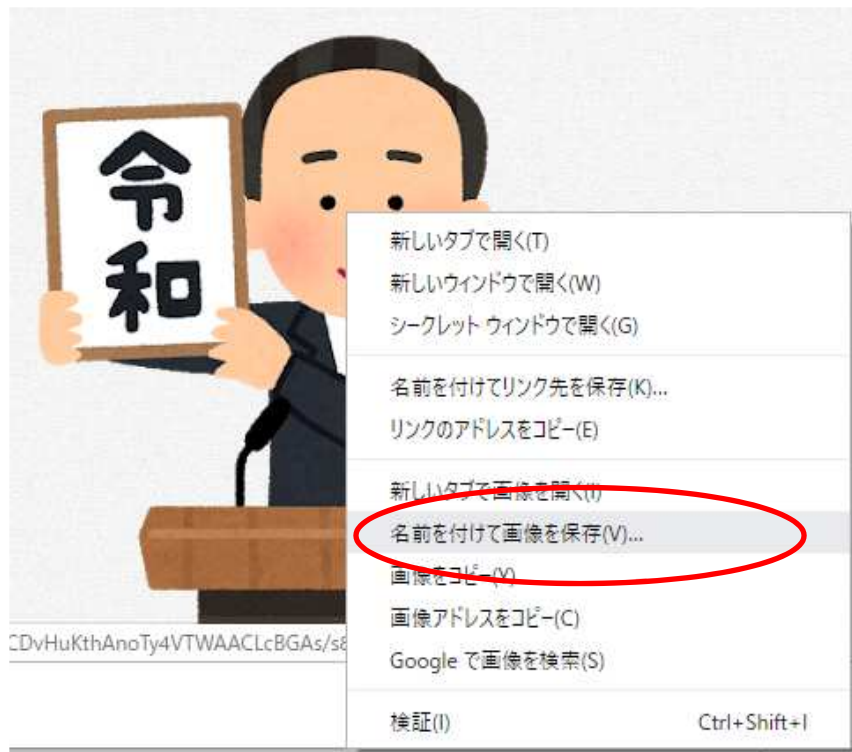 令和
新しいタブで開く(T)
新しいウィンドウで開く(W)
シークレット ウィンドウで開く(G)
名前を付けてリンク先を保存(K)...
リンクのアドレスをコピー(E)
新しいタブで画像を開く(I)
名前を付けて画像を保存(V)...
画像をコピー(Y)
画像アドレスをコピー(C)
CDvHuKthAnoTy4VTWAACLcBGAs/s8
Google で画像を検索(S)
検証(I) Ctrl+Shift+I